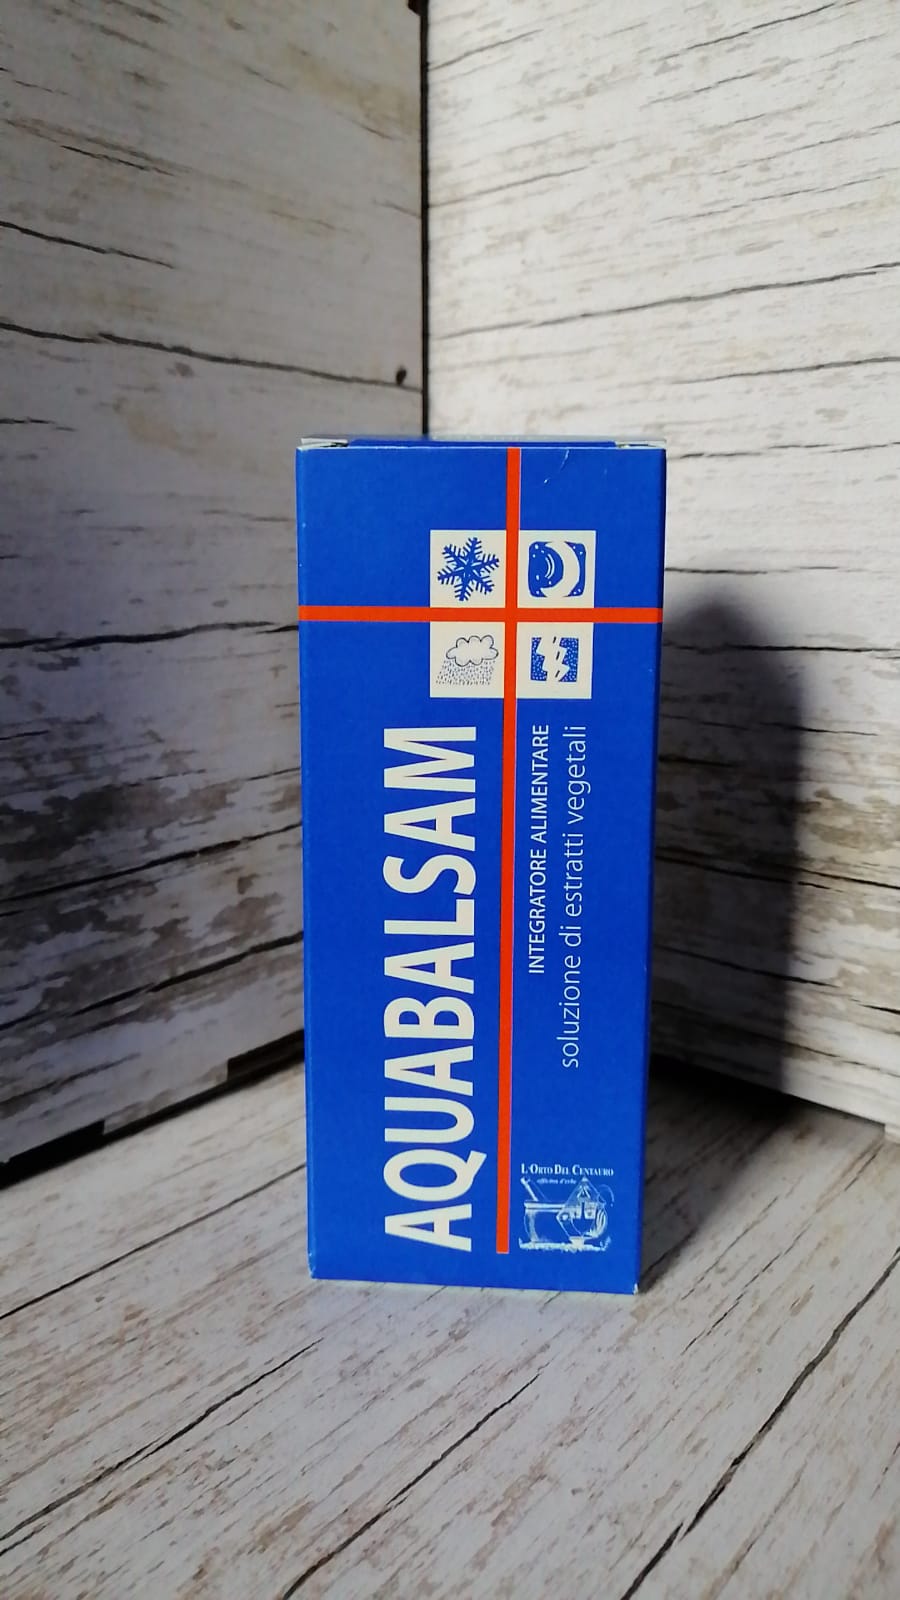 AQUABALSAM
INTEGRATORE ALIMENTARE
soluzione di estratti vegetali
L'ORTO DEL CENTAURO
officina d'erbe